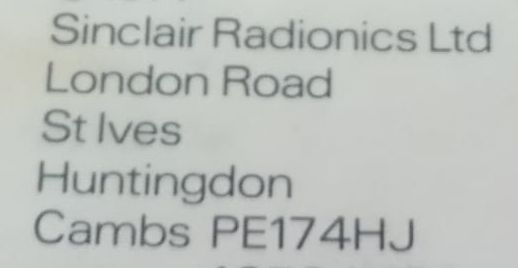 Sinclair Radionics Ltd
London Road
St Ives
Huntingdon
Cambs PE174HJ